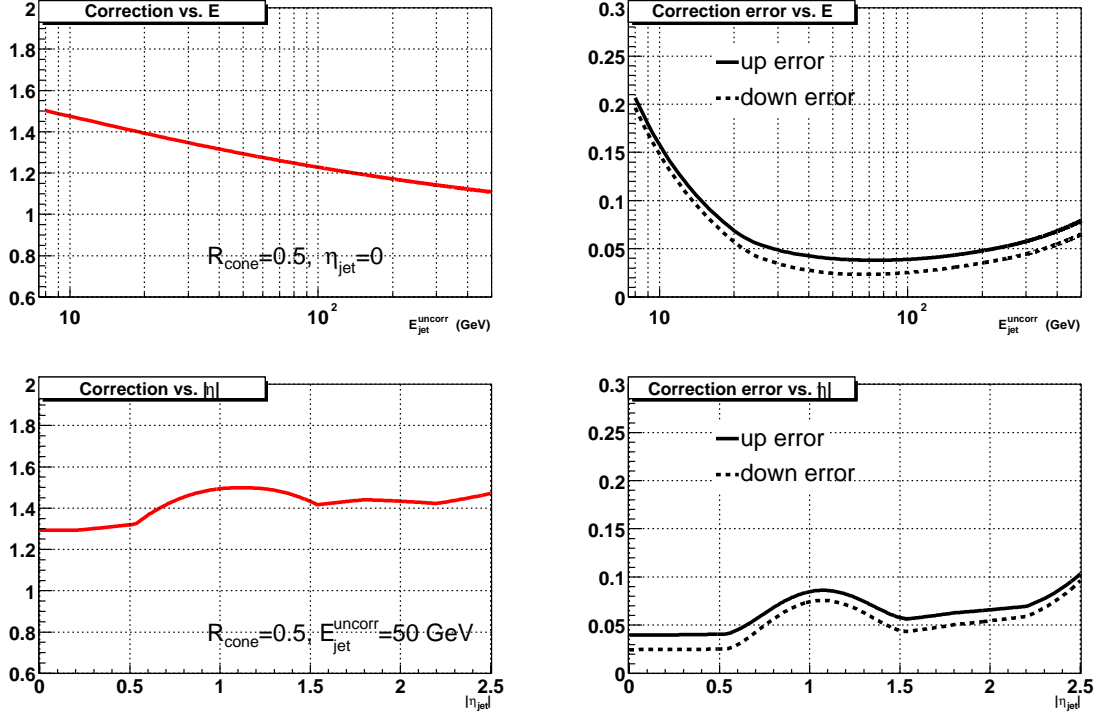 Correction vs. E
2
1.8
1.6
1.4
1.2
1
0.8
0.6
R_cone=0.5, η_jet=0
10
10²
E_jet^uncorr (GeV)
Correction error vs. E
0.3
0.25
0.2
0.15
0.1
0.05
0
up error
down error
10
10²
E_jet^uncorr (GeV)
Correction vs. |η|
2
1.8
1.6
1.4
1.2
1
0.8
0.6
R_cone=0.5, E_jet^uncorr=50 GeV
0 0.5 1 1.5 2 2.5
|η_jet|
Correction error vs. |η|
0.3
0.25
0.2
0.15
0.1
0.05
0
up error
down error
0 0.5 1 1.5 2 2.5
|η_jet|